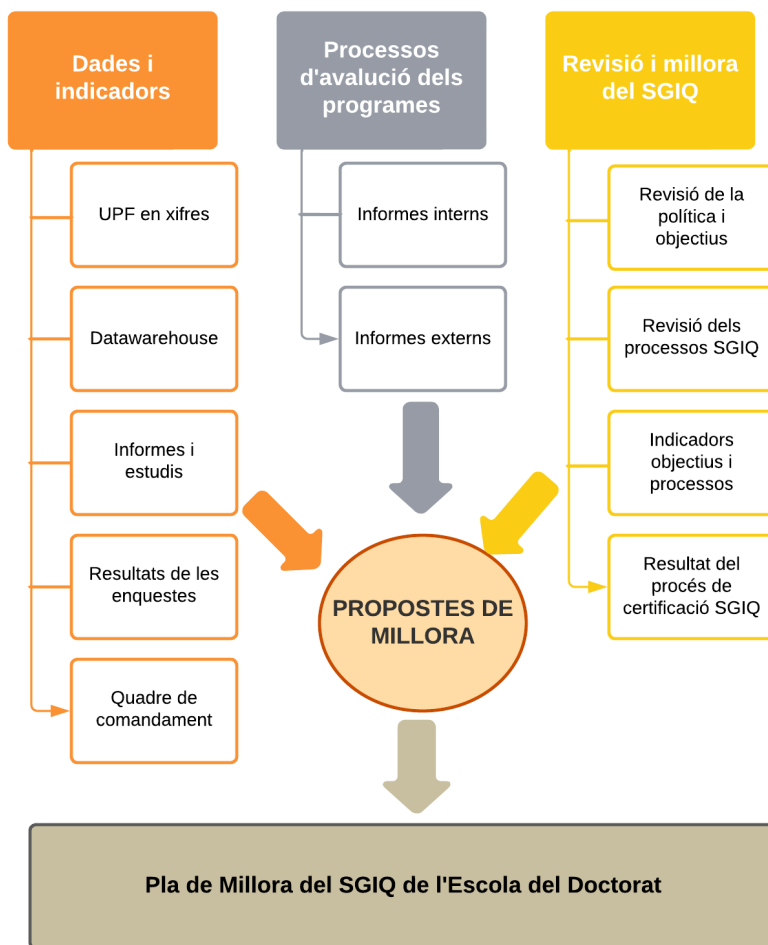 Dades i
indicadors
UPF en xifres
Datawarehouse
Informes i
estudis
Resultats de les
enquestes
Quadre de
comandament
Processos
d'avalució dels
programes
Informes interns
Informes externs
Revisió i millora
del SGIQ
Revisió de la
política i
objectius
Revisió dels
processos SGIQ
Indicadors
objectius i
processos
Resultat del
procés de
certificació SGIQ
PROPOSTES DE
MILLORA
Pla de Millora del SGIQ de l'Escola del Doctorat